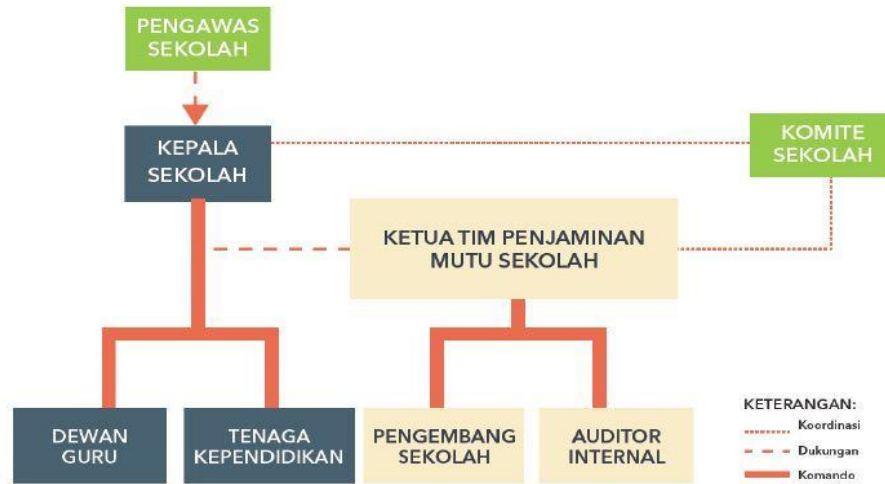 PENGAWAS
SEKOLAH
KEPALA
SEKOLAH
KOMITE
SEKOLAH
KETUA TIM PENJAMINAN
MUTU SEKOLAH
DEWAN
GURU
TENAGA
KEPENDIDIKAN
PENGEMBANG
SEKOLAH
AUDITOR
INTERNAL
KETERANGAN:
Koordinasi
Dukungan
Komando